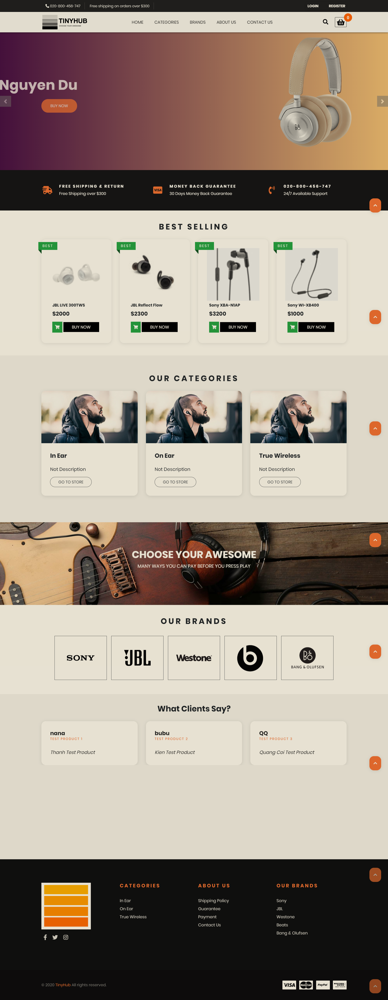 020-800-456-747 Free shipping on orders over $300 LOGIN REGISTER
TINYHUB
CHOOSE YOUR AWESOME
HOME CATEGORIES BRANDS ABOUT US CONTACT US
0
Nguyen Du
BUY NOW
B&O
FREE SHIPPING & RETURN
Free Shipping over $300
VISA
MONEY BACK GUARANTEE
30 Days Money Back Guarantee
020-800-456-747
24/7 Available Support
BEST SELLING
BEST BEST BEST BEST
JBL LIVE 300TWS JBL Reflect Flow Sony XBA-N1AP Sony WI-XB400
$2000 $2300 $3200 $1000
BUY NOW BUY NOW BUY NOW BUY NOW
OUR CATEGORIES
In Ear On Ear True Wireless
Not Description Not Description Not Description
GO TO STORE GO TO STORE GO TO STORE
CHOOSE YOUR AWESOME
MANY WAYS YOU CAN PAY BEFORE YOU PRESS PLAY
OUR BRANDS
SONY JBL Westone b B&O
BANG & OLUFSEN
What Clients Say?
nana bubu QQ
TEST PRODUCT 1 TEST PRODUCT 2 TEST PRODUCT 3
Thanh Test Product Kien Test Product Quang Coi Test Product
CATEGORIES
In Ear
On Ear
True Wireless
ABOUT US
Shipping Policy
Guarantee
Payment
Contact Us
OUR BRANDS
Sony
JBL
Westone
Beats
Bang & Olufsen
© 2020 TinyHub All rights reserved.
VISA MasterCard PayPal WESTERN UNION